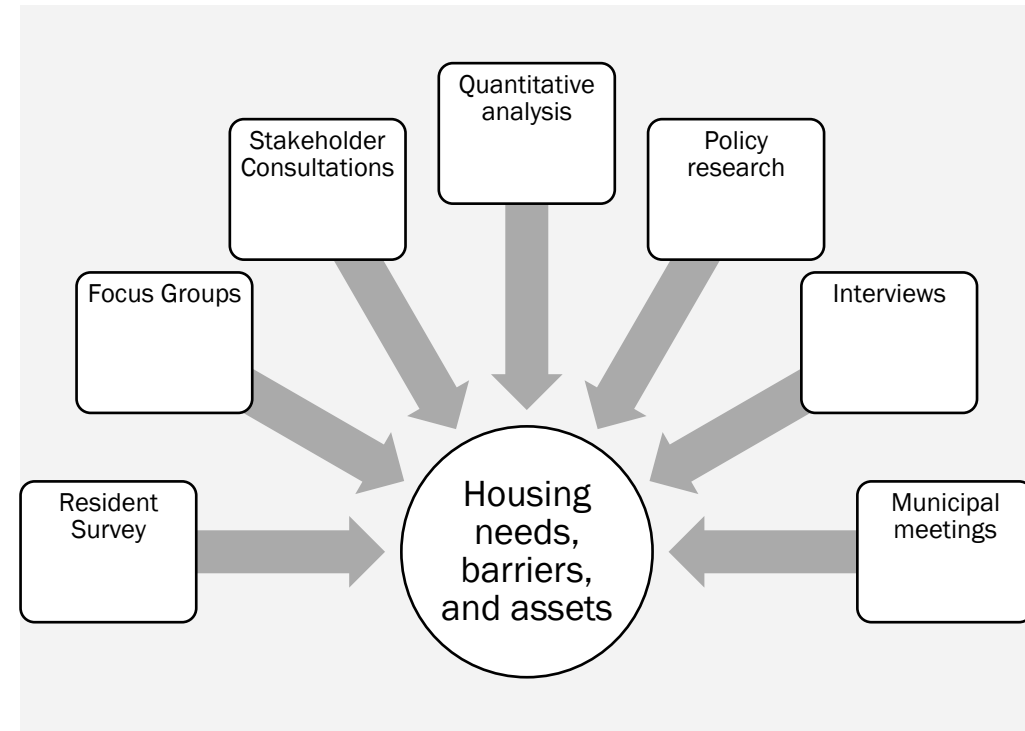 Quantitative
analysis
Stakeholder
Consultations
Policy
research
Focus Groups
Interviews
Resident
Survey
Housing
needs,
barriers,
and assets
Municipal
meetings